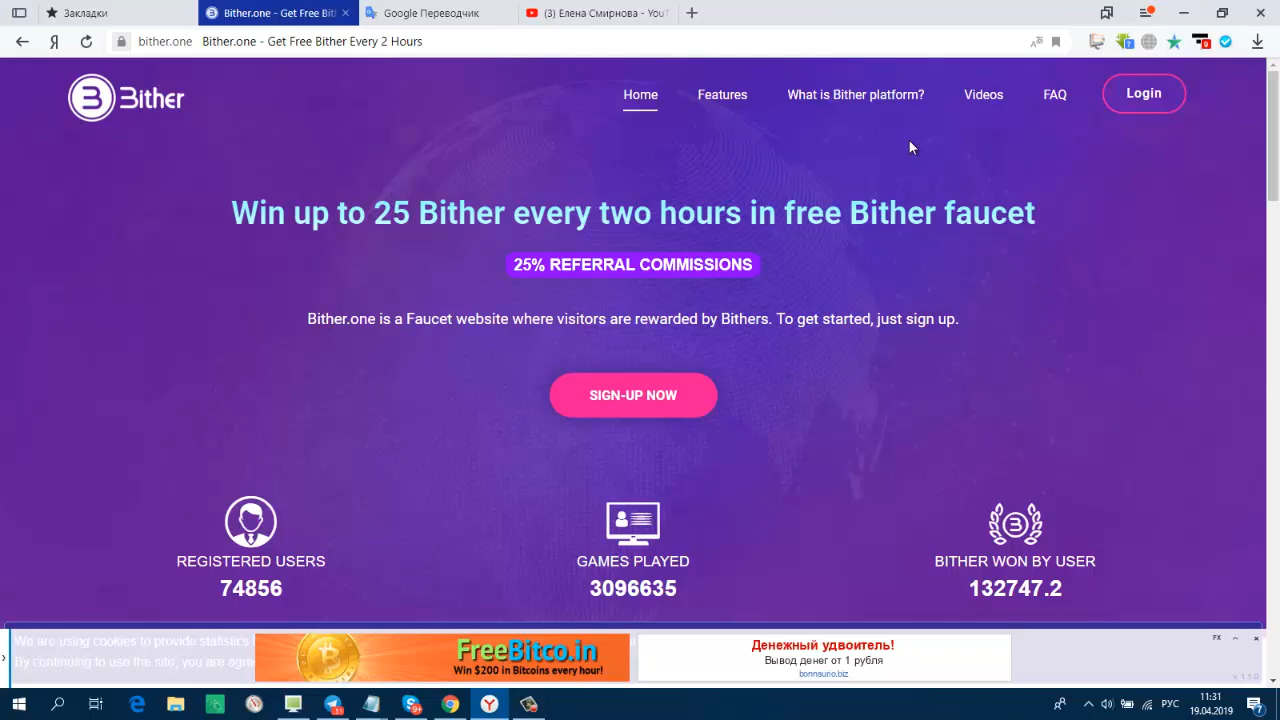 Закладки
Bither.one - Get Free Bit
Google Переводчик
(3) Елена Смирнова - YouT
bither.one Bither.one - Get Free Bither Every 2 Hours
7
9
Bither
Home
Features
What is Bither platform?
Videos
FAQ
Login
Win up to 25 Bither every two hours in free Bither faucet
25% REFERRAL COMMISSIONS
Bither.one is a Faucet website where visitors are rewarded by Bithers. To get started, just sign up.
SIGN-UP NOW
REGISTERED USERS
74856
GAMES PLAYED
3096635
BITHER WON BY USER
132747.2
We are using cookies to provide statistics
By continuing to use the site, you are agre
FreeBitco.in
Win $200 in Bitcoins every hour!
Денежный удвоитель!
Вывод денег от 1 рубля
bonnsurio.biz
FX
v.1.1.0
РУС
11:31
19.04.2019